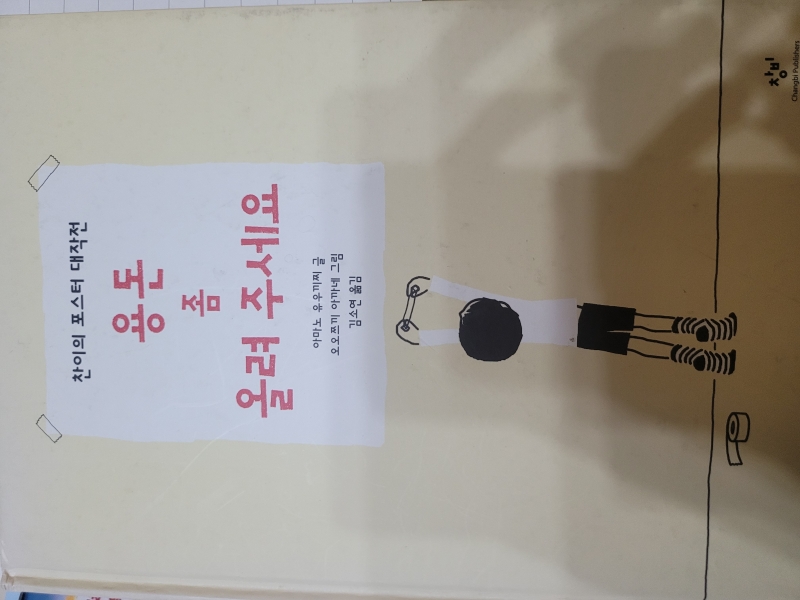 찬이의 포스터 대작전
용돈
좀
올려 주세요
아마노 유우끼찌 글
오오쯔끼 아까네 그림
김소연 옮김
창비
Changbi Publishers